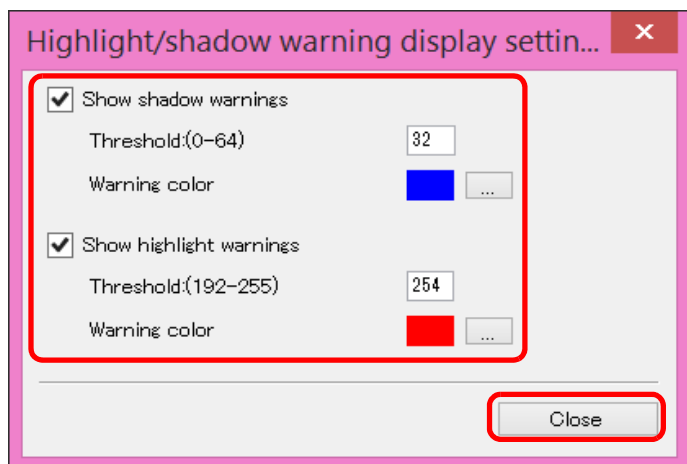 Highlight/shadow warning display settin...
Show shadow warnings
Threshold:(0-64) 32
Warning color ...
Show highlight warnings
Threshold:(192-255) 254
Warning color ...
Close